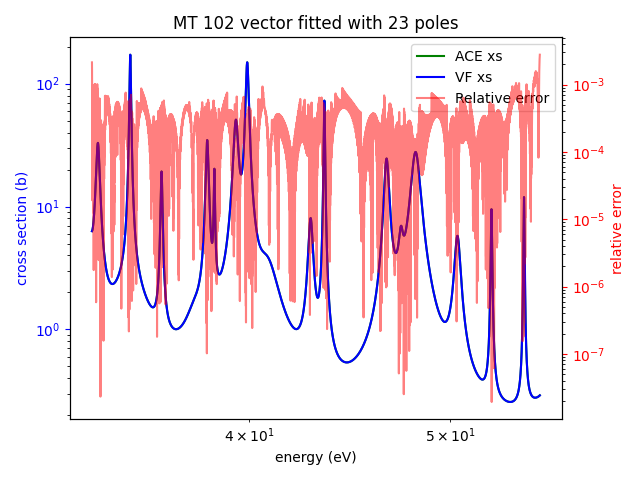 MT 102 vector fitted with 23 poles
ACE xs
VF xs
Relative error
cross section (b)
10²
10¹
10⁰
relative error
10⁻³
10⁻⁴
10⁻⁵
10⁻⁶
10⁻⁷
4 × 10¹
5 × 10¹
energy (eV)